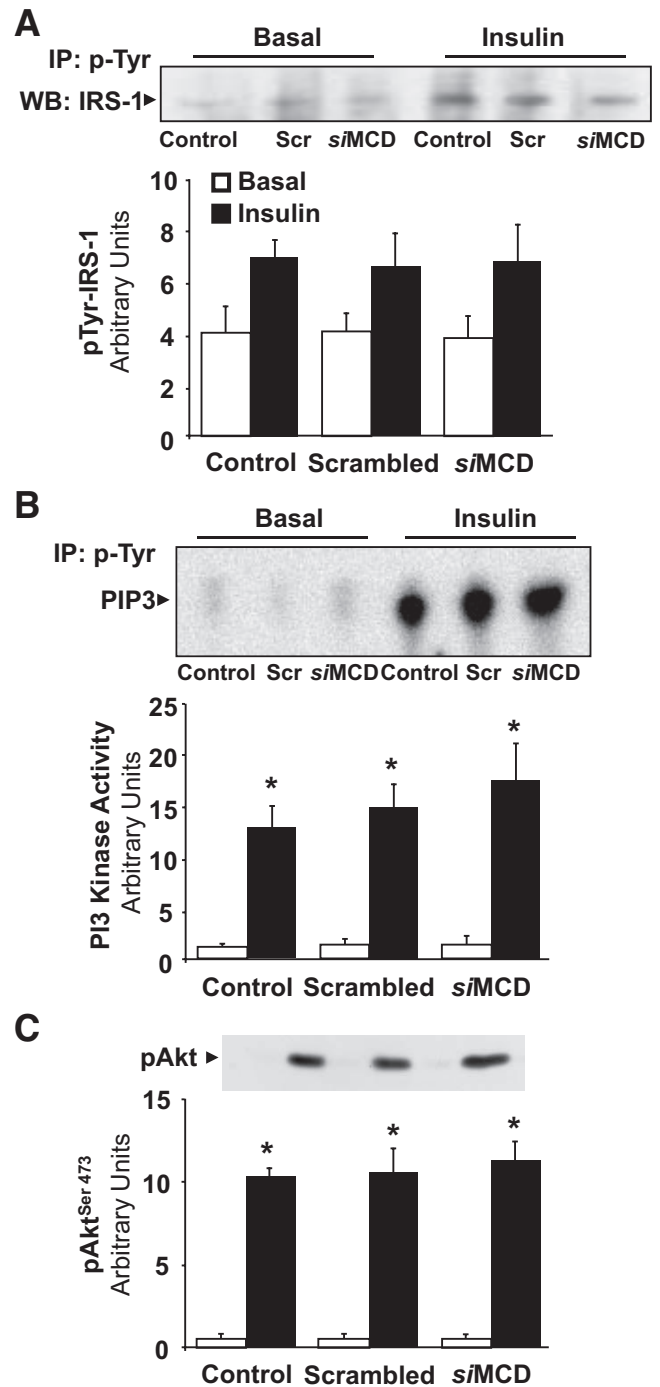 A
Basal Insulin
IP: p-Tyr
WB: IRS-1
Control Scr siMCD Control Scr siMCD
10
8
6
4
2
0
pTyr-IRS-1
Arbitrary Units
Basal
Insulin
Control Scrambled siMCD
B
Basal Insulin
IP: p-Tyr
PIP3
Control Scr siMCD Control Scr siMCD
25
20
15
10
5
0
PI3 Kinase Activity
Arbitrary Units
* * *
Control Scrambled siMCD
C
pAkt
15
10
5
0
pAktSer 473
Arbitrary Units
* * *
Control Scrambled siMCD